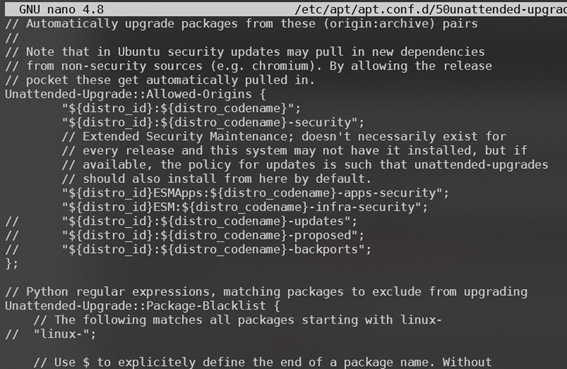 GNU nano 4.8 /etc/apt/apt.conf.d/50unattended-upgrad
// Automatically upgrade packages from these (origin:archive) pairs
//
// Note that in Ubuntu security updates may pull in new dependencies
// from non-security sources (e.g. chromium). By allowing the release
// pocket these get automatically pulled in.
Unattended-Upgrade::Allowed-Origins {
        "${distro_id}:${distro_codename}";
        "${distro_id}:${distro_codename}-security";
        // Extended Security Maintenance; doesn't necessarily exist for
        // every release and this system may not have it installed, but if
        // available, the policy for updates is such that unattended-upgrades
        // should also install from here by default.
        "${distro_id}ESMApps:${distro_codename}-apps-security";
        "${distro_id}ESM:${distro_codename}-infra-security";
//      "${distro_id}:${distro_codename}-updates";
//      "${distro_id}:${distro_codename}-proposed";
//      "${distro_id}:${distro_codename}-backports";
};
// Python regular expressions, matching packages to exclude from upgrading
Unattended-Upgrade::Package-Blacklist {
    // The following matches all packages starting with linux-
//  "linux-";
    // Use $ to explicitly define the end of a package name. Without